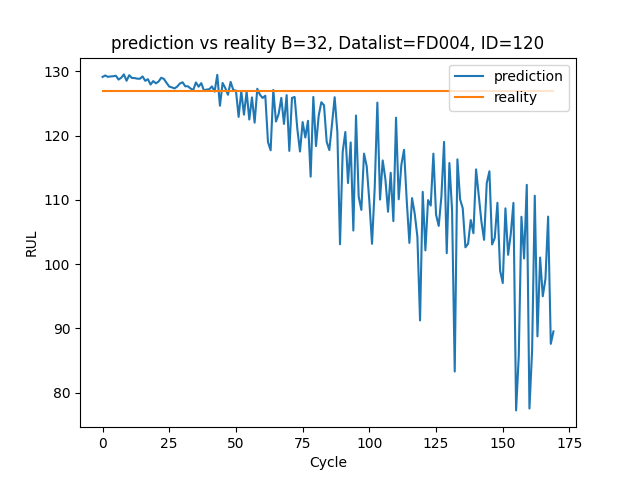 prediction vs reality B=32, Datalist=FD004, ID=120
prediction
reality
RUL
130
120
110
100
90
80
0 25 50 75 100 125 150 175
Cycle